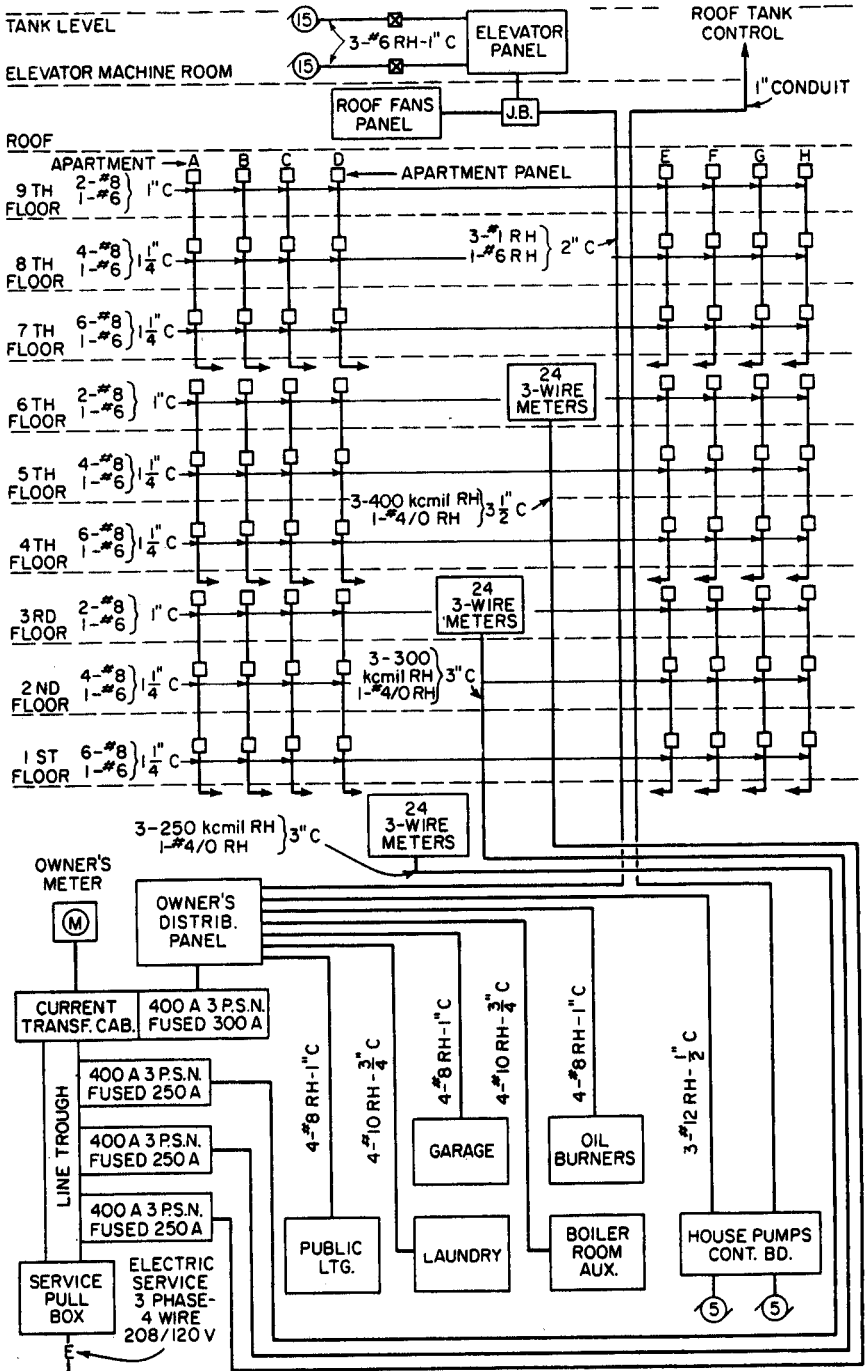 TANK LEVEL
15
3-#6 RH-1" C
ELEVATOR
PANEL
ROOF TANK
CONTROL
ELEVATOR MACHINE ROOM
15
1" CONDUIT
ROOF FANS
PANEL
J.B.
ROOF
APARTMENT
A
B
C
D
APARTMENT PANEL
E
F
G
H
9 TH
FLOOR
2-#8
1-#6
1" C
8 TH
FLOOR
4-#8
1-#6
1 1/4" C
3-#1 RH
1-#6 RH
2" C
7 TH
FLOOR
6-#8
1-#6
1 1/4" C
24
3-WIRE
METERS
6 TH
FLOOR
2-#8
1-#6
1" C
5 TH
FLOOR
4-#8
1-#6
1 1/4" C
3-400 kcmil RH
1-#4/0 RH
3 1/2" C
4 TH
FLOOR
6-#8
1-#6
1 1/4" C
24
3-WIRE
METERS
3 RD
FLOOR
2-#8
1-#6
1" C
2 ND
FLOOR
4-#8
1-#6
1 1/4" C
3-300
kcmil RH
1-#4/0 RH
3" C
1 ST
FLOOR
6-#8
1-#6
1 1/4" C
24
3-WIRE
METERS
3-250 kcmil RH
1-#4/0 RH
3" C
OWNER'S
METER
M
OWNER'S
DISTRIB.
PANEL
CURRENT
TRANSF. CAB.
400 A 3 P.S.N.
FUSED 300 A
LINE TROUGH
400 A 3 P.S.N.
FUSED 250 A
400 A 3 P.S.N.
FUSED 250 A
400 A 3 P.S.N.
FUSED 250 A
SERVICE
PULL
BOX
ELECTRIC
SERVICE
3 PHASE-
4 WIRE
208/120 V
E
4-#8 RH-1" C
4-#10 RH-3/4" C
4-#8 RH-1" C
4-#10 RH-3/4" C
4-#8 RH-1" C
3-#12 RH-1/2" C
GARAGE
OIL
BURNERS
PUBLIC
LTG.
LAUNDRY
BOILER
ROOM
AUX.
HOUSE PUMPS
CONT. BD.
5
5